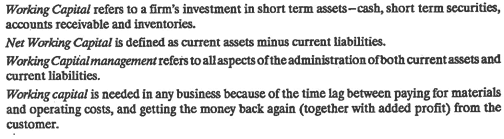 Working Capital refers to a firm's investment in short term assets—cash, short term securities,
accounts receivable and inventories.
Net Working Capital is defined as current assets minus current liabilities.
Working Capital management refers to all aspects of the administration of both current assets and
current liabilities.
Working capital is needed in any business because of the time lag between paying for materials
and operating costs, and getting the money back again (together with added profit) from the
customer.